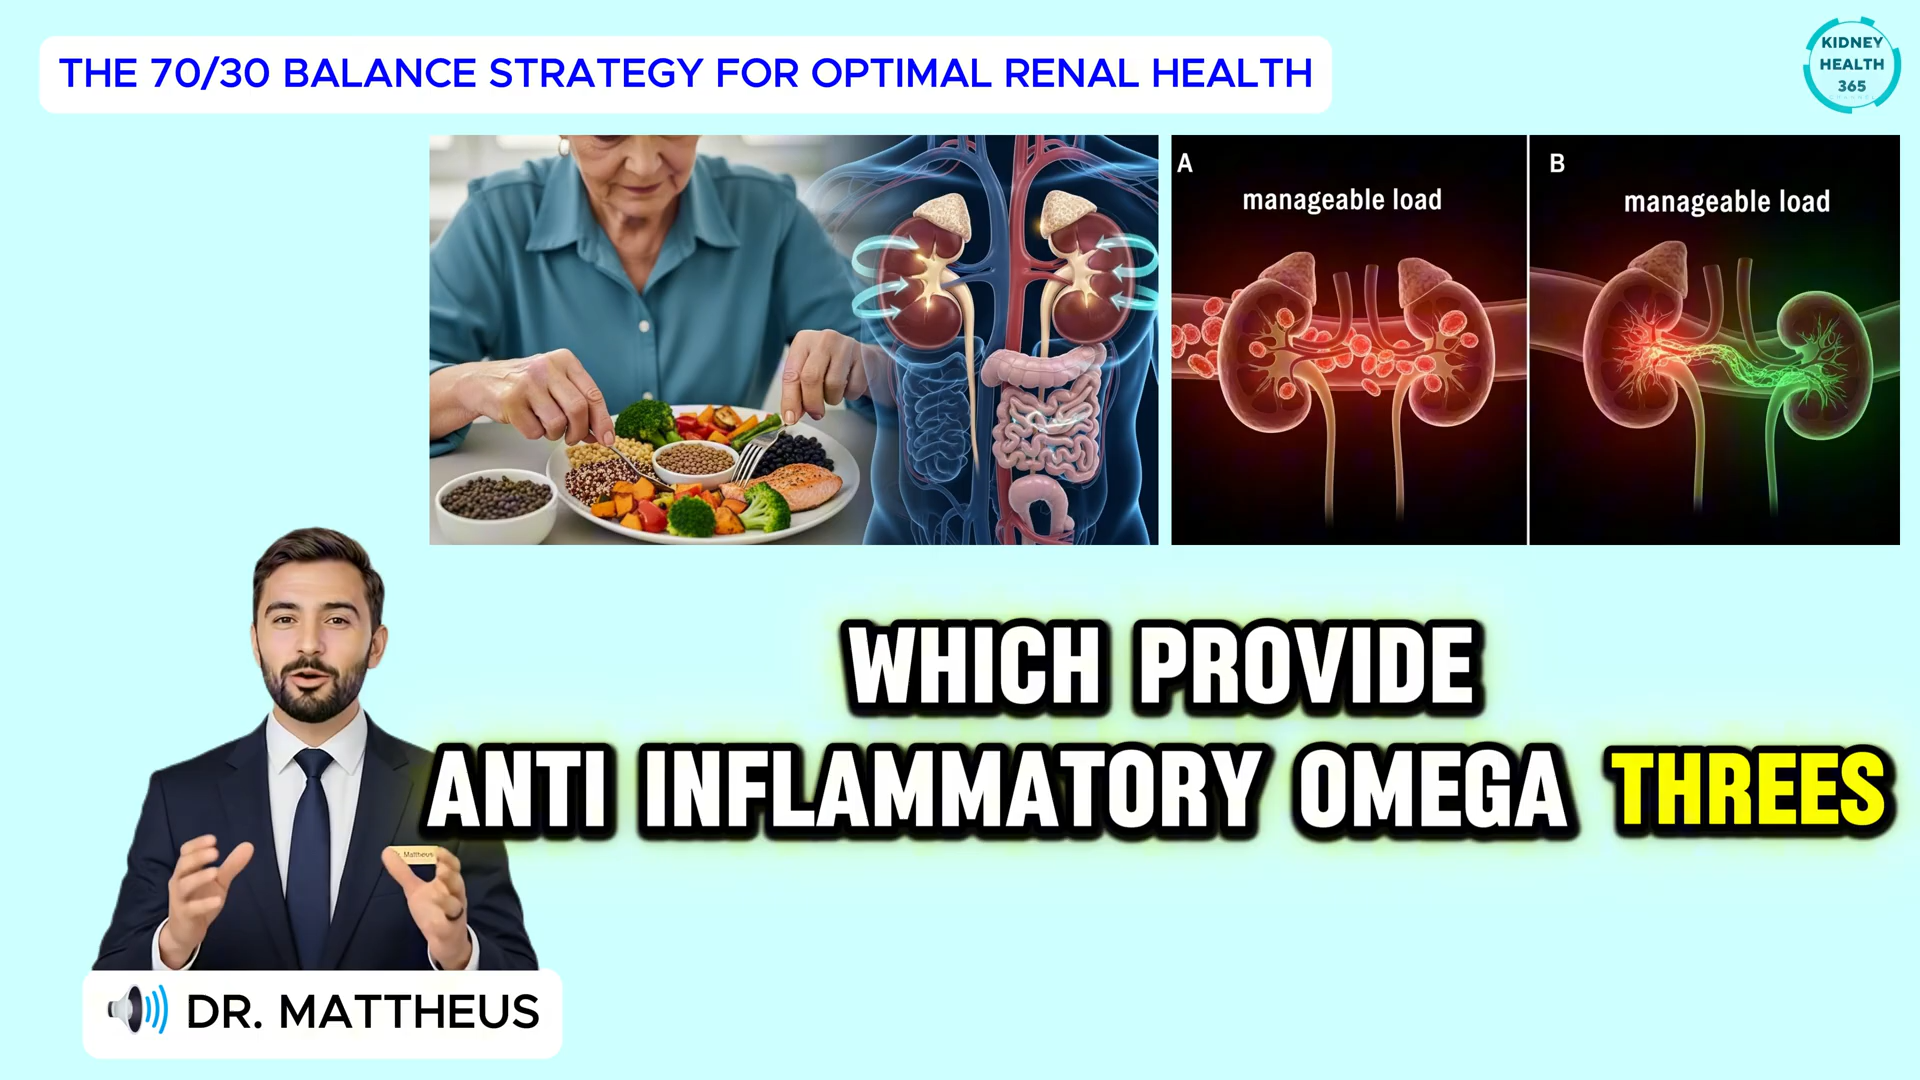 THE 70/30 BALANCE STRATEGY FOR OPTIMAL RENAL HEALTH
KIDNEY
HEALTH
365
A
manageable load
B
manageable load
WHICH PROVIDE
ANTI INFLAMMATORY OMEGA THREES
Mattheus
DR. MATTHEUS